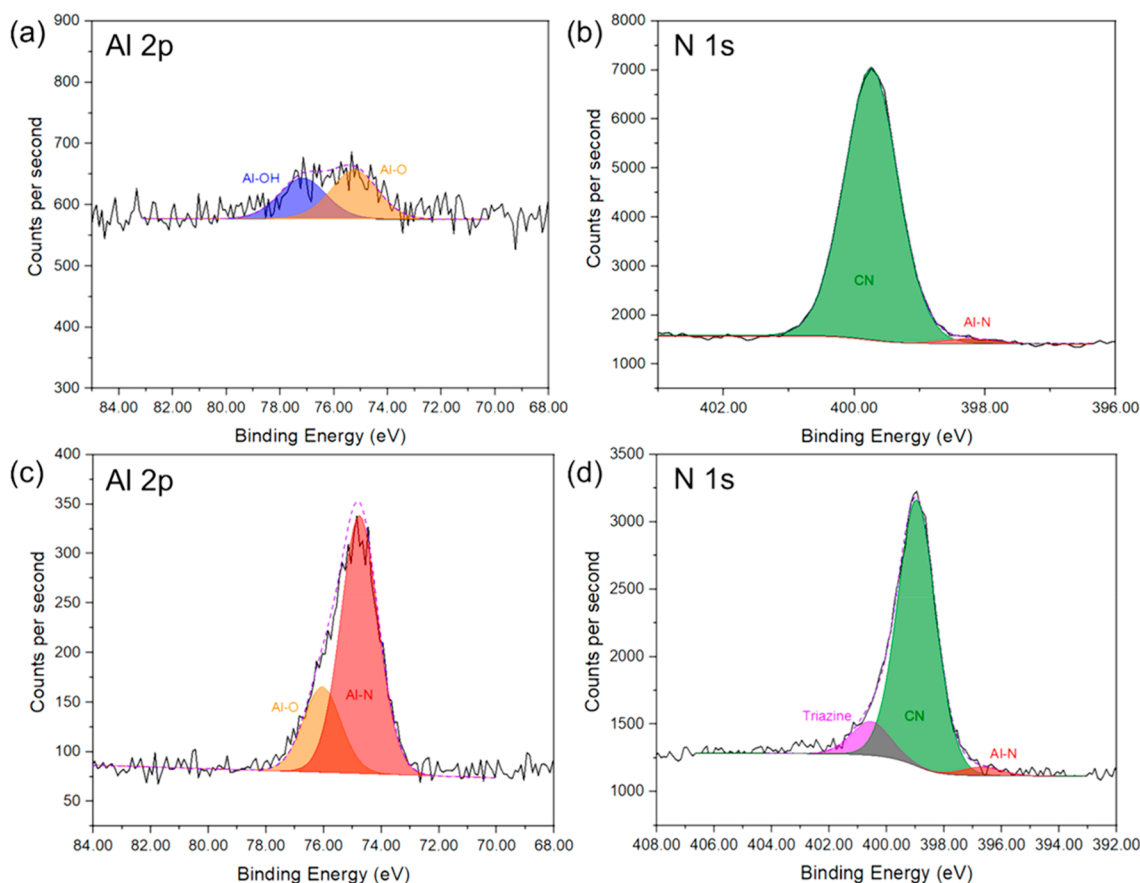 (a)
Al 2p
Counts per second
900
800
700
600
500
400
300
Al-OH
Al-O
84.00 82.00 80.00 78.00 76.00 74.00 72.00 70.00 68.00
Binding Energy (eV)
(b)
N 1s
Counts per second
8000
7000
6000
5000
4000
3000
2000
1000
CN
Al-N
402.00 400.00 398.00 396.00
Binding Energy (eV)
(c)
Al 2p
Counts per second
400
350
300
250
200
150
100
50
Al-O
Al-N
84.00 82.00 80.00 78.00 76.00 74.00 72.00 70.00 68.00
Binding Energy (eV)
(d)
N 1s
Counts per second
3500
3000
2500
2000
1500
1000
Triazine
CN
Al-N
408.00 406.00 404.00 402.00 400.00 398.00 396.00 394.00 392.00
Binding Energy (eV)